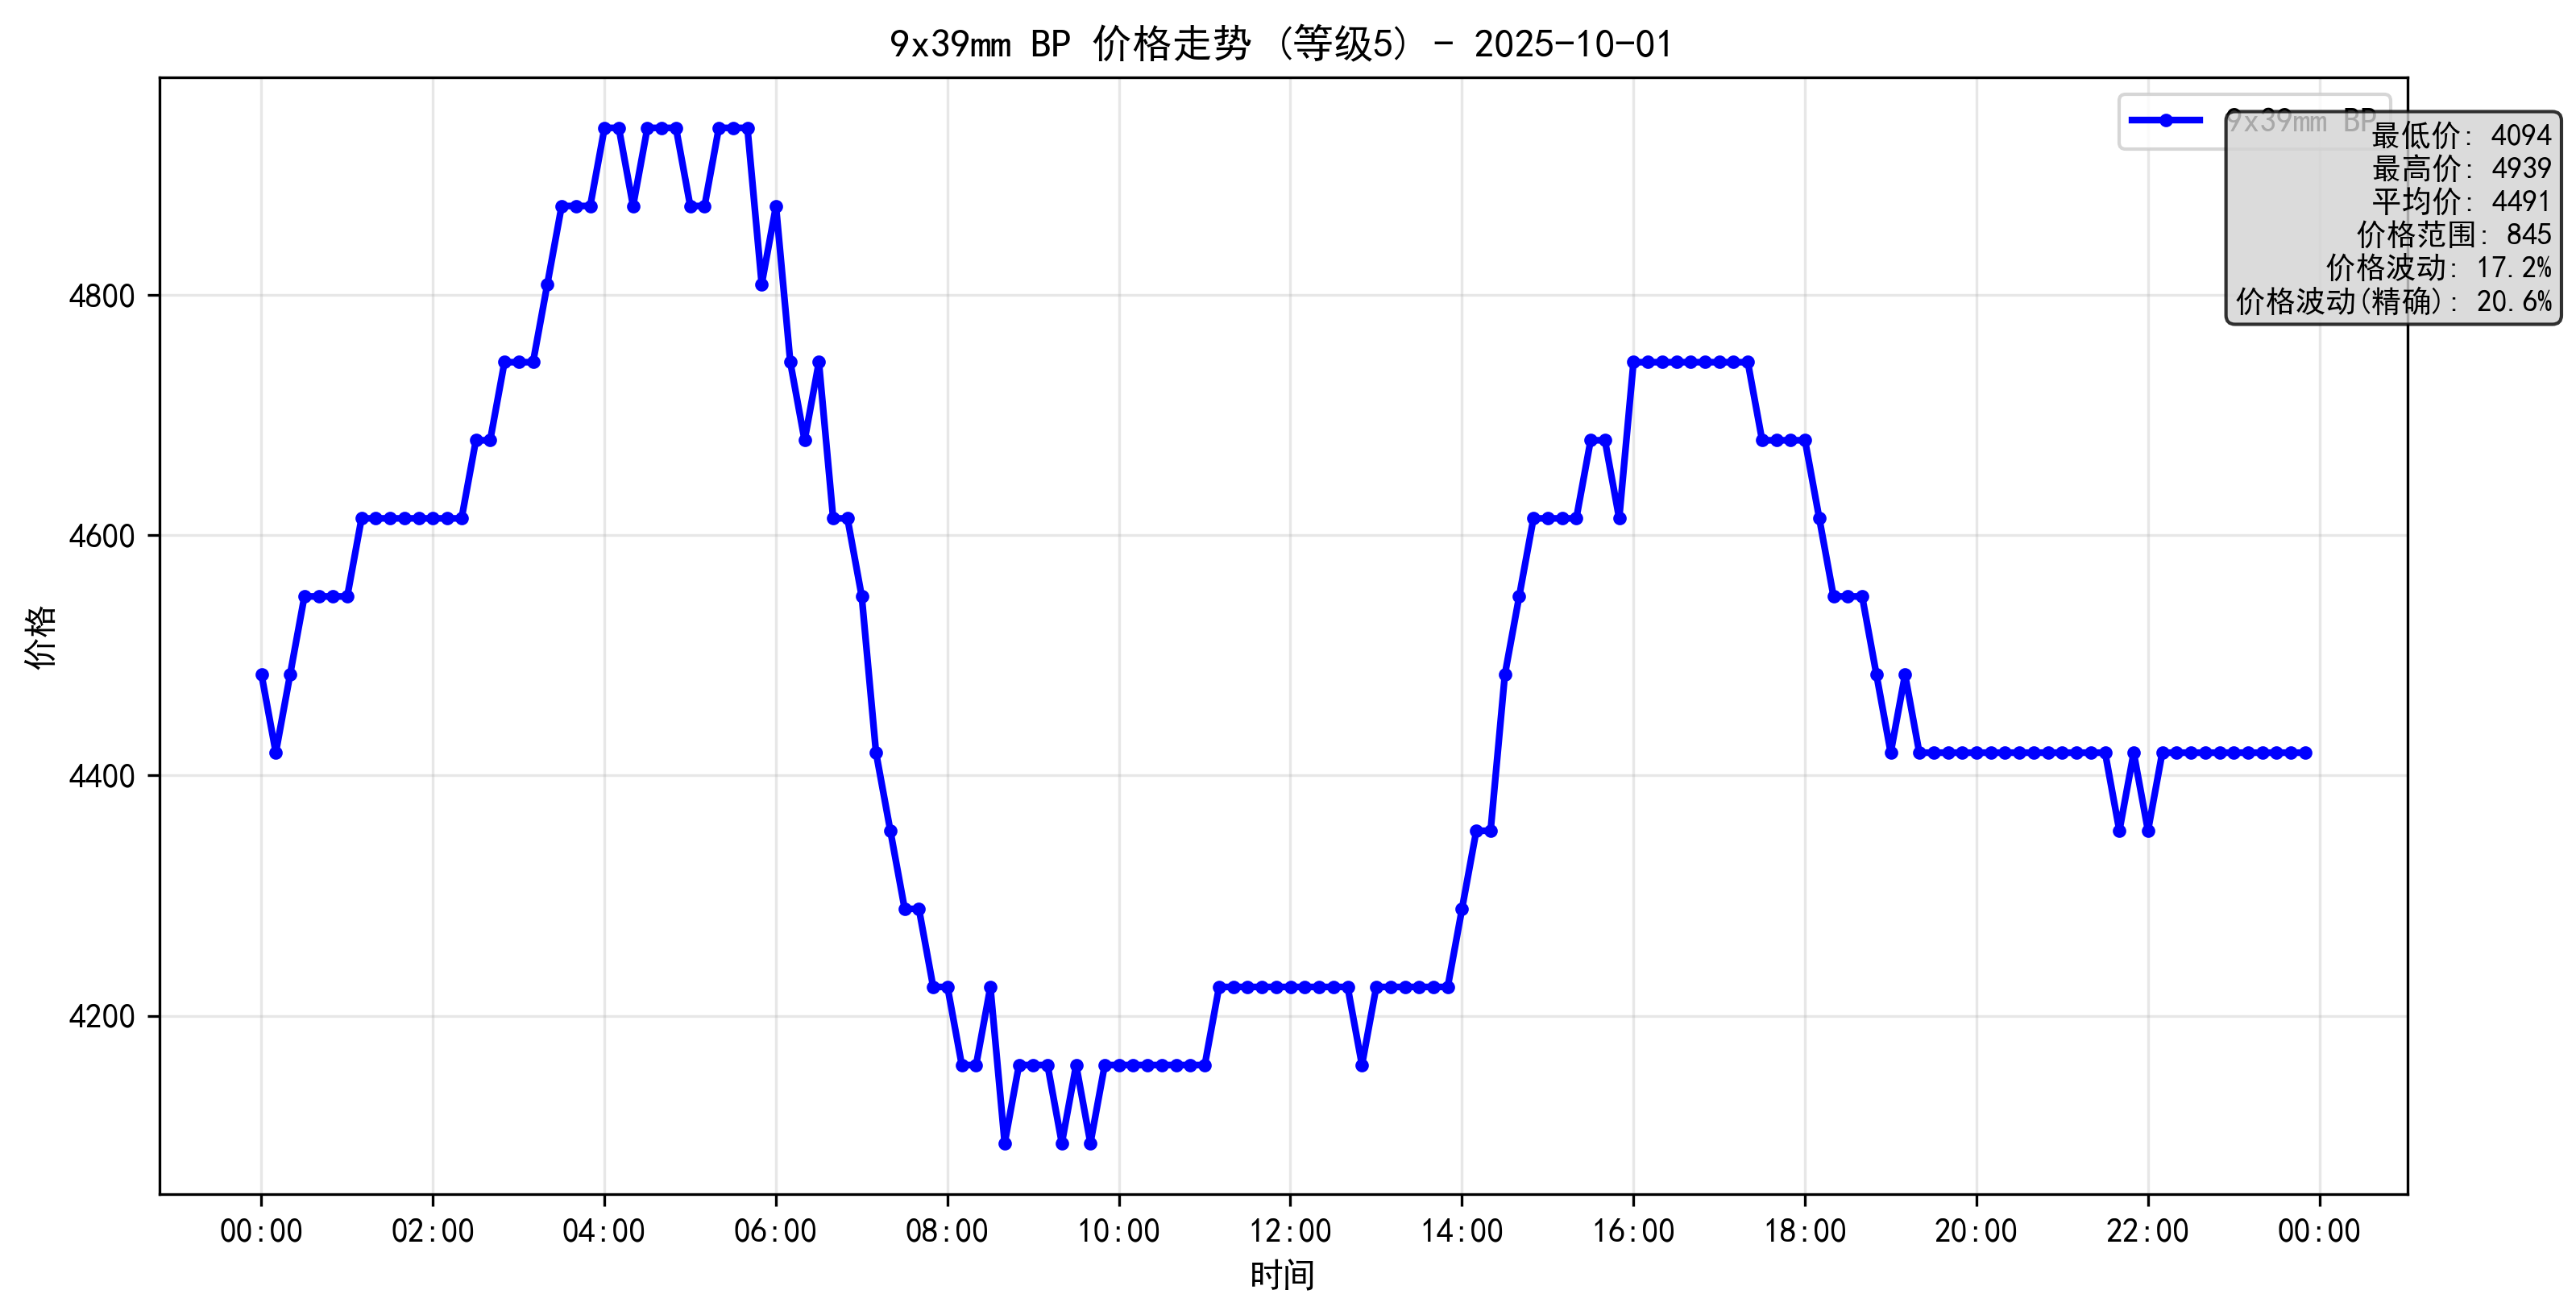 9x39mm BP 价格走势 (等级5) - 2025-10-01
9x39mm BP
最低价: 4094
最高价: 4939
平均价: 4491
价格范围: 845
价格波动: 17.2%
价格波动(精确): 20.6%
价格
4800
4600
4400
4200
00:00 02:00 04:00 06:00 08:00 10:00 12:00 14:00 16:00 18:00 20:00 22:00 00:00
时间